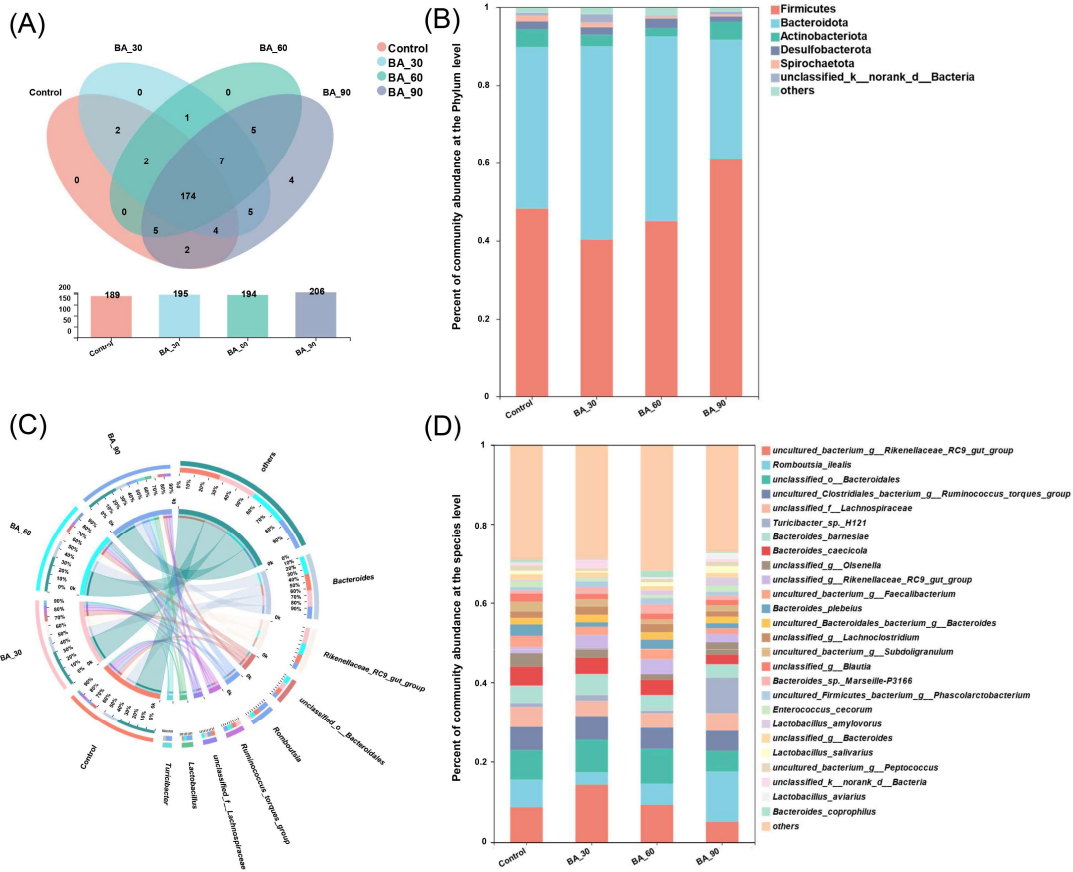 (A)
BA_30
BA_60
Control
BA_90
Control
BA_30
BA_60
BA_90
0
0
1
2
5
2
7
0
174
4
0
5
5
4
2
200
150
100
50
0
189
195
194
206
Control
BA_30
BA_60
BA_90
(B)
Percent of community abundance at the Phylum level
1
0.8
0.6
0.4
0.2
0
Control
BA_30
BA_60
BA_90
Firmicutes
Bacteroidota
Actinobacteriota
Desulfobacterota
Spirochaetota
unclassified_k__norank_d__Bacteria
others
(C)
BA_90
others
BA_60
Bacteroides
BA_30
Rikenellaceae_RC9_gut_group
unclassified_o__Bacteroidales
Control
Romboutsia
Ruminococcus_torques_group
unclassified_f__Lachnospiraceae
Lactobacillus
Turicibacter
(D)
Percent of community abundance at the species level
1
0.8
0.6
0.4
0.2
0
Control
BA_30
BA_60
BA_90
uncultured_bacterium_g__Rikenellaceae_RC9_gut_group
Romboutsia_ilealis
unclassified_o__Bacteroidales
uncultured_Clostridiales_bacterium_g__Ruminococcus_torques_group
unclassified_f__Lachnospiraceae
Turicibacter_sp._H121
Bacteroides_barnesiae
Bacteroides_caecicola
unclassified_g__Olsenella
unclassified_g__Rikenellaceae_RC9_gut_group
unclassified_g__Faecalibacterium
Bacteroides_plebeius
uncultured_Bacteroidales_bacterium_g__Bacteroides
unclassified_g__Lachnoclostridium
uncultured_bacterium_g__Subdoligranulum
unclassified_g__Blautia
Bacteroides_sp._Marseille-P3166
uncultured_Firmicutes_bacterium_g__Phascolarctobacterium
Enterococcus_cecorum
Lactobacillus_amylovorus
unclassified_g__Bacteroides
Lactobacillus_salivarius
uncultured_bacterium_g__Peptococcus
unclassified_k__norank_d__Bacteria
Lactobacillus_aviarius
Bacteroides_coprophilus
others